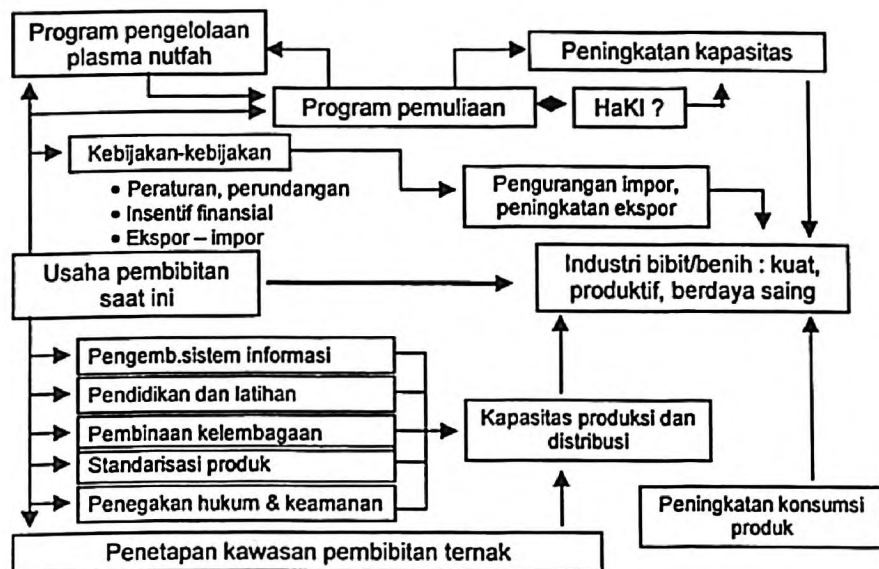 Program pengelolaan
plasma nutfah
Peningkatan kapasitas
Program pemuliaan
HaKI ?
Kebijakan-kebijakan
• Peraturan, perundangan
• Insentif finansial
• Ekspor – impor
Pengurangan impor,
peningkatan ekspor
Usaha pembibitan
saat ini
Industri bibit/benih : kuat,
produktif, berdaya saing
Pengemb.sistem informasi
Pendidikan dan latihan
Pembinaan kelembagaan
Standarisasi produk
Penegakan hukum & keamanan
Kapasitas produksi dan
distribusi
Peningkatan konsumsi
produk
Penetapan kawasan pembibitan ternak